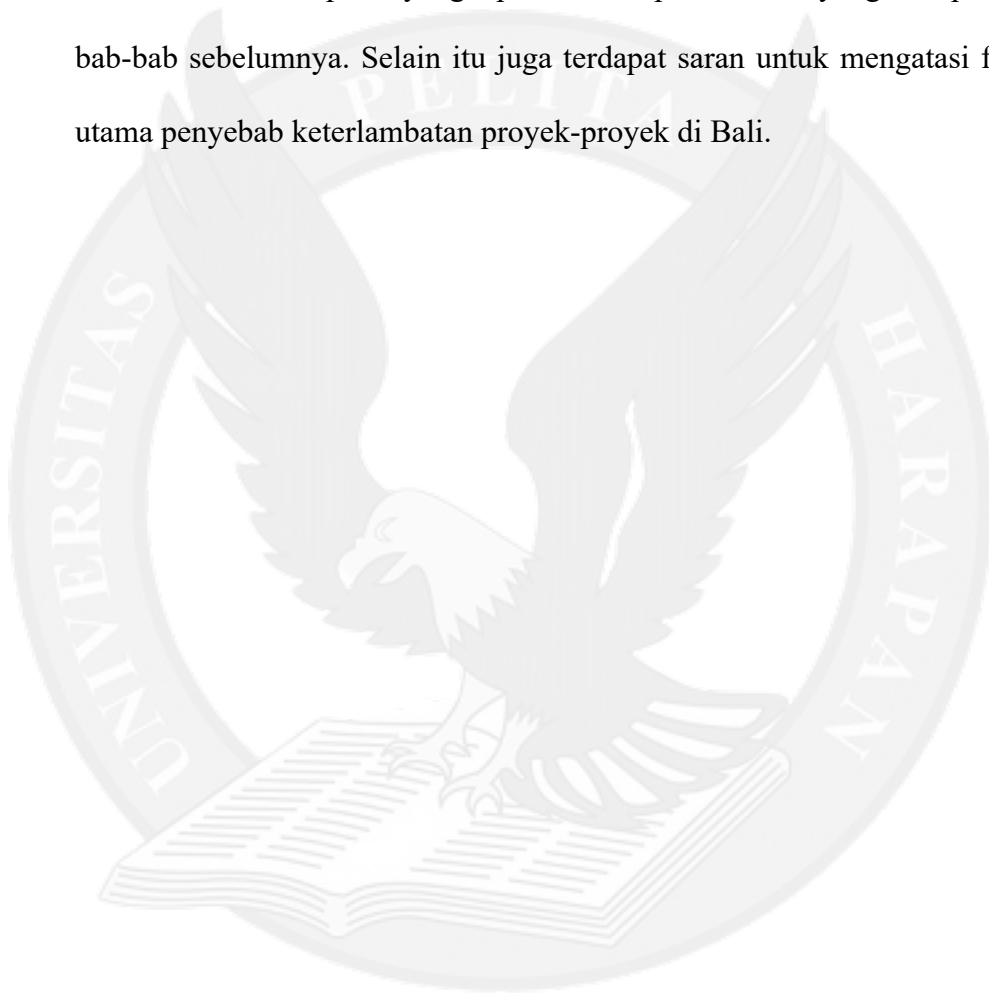 bab-bab sebelumnya. Selain itu juga terdapat saran untuk mengatasi
utama penyebab keterlambatan proyek-proyek di Bali.
UNIVERSITAS PELITA HARAPAN